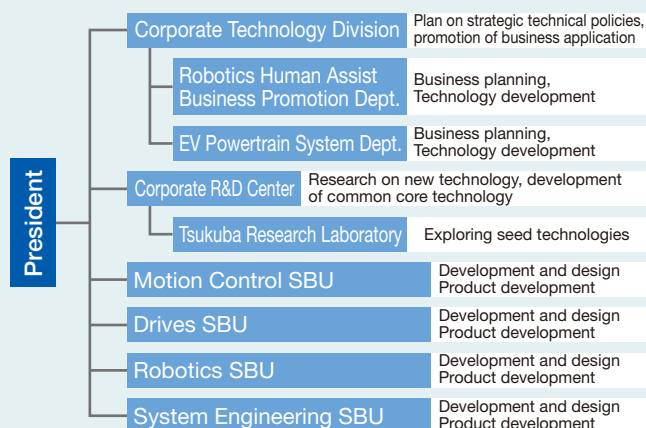 President
Corporate Technology Division
Plan on strategic technical policies,
promotion of business application
Robotics Human Assist
Business Promotion Dept.
Business planning,
Technology development
EV Powertrain System Dept.
Business planning,
Technology development
Corporate R&D Center
Research on new technology, development
of common core technology
Tsukuba Research Laboratory
Exploring seed technologies
Motion Control SBU
Development and design
Product development
Drives SBU
Development and design
Product development
Robotics SBU
Development and design
Product development
System Engineering SBU
Development and design
Product development